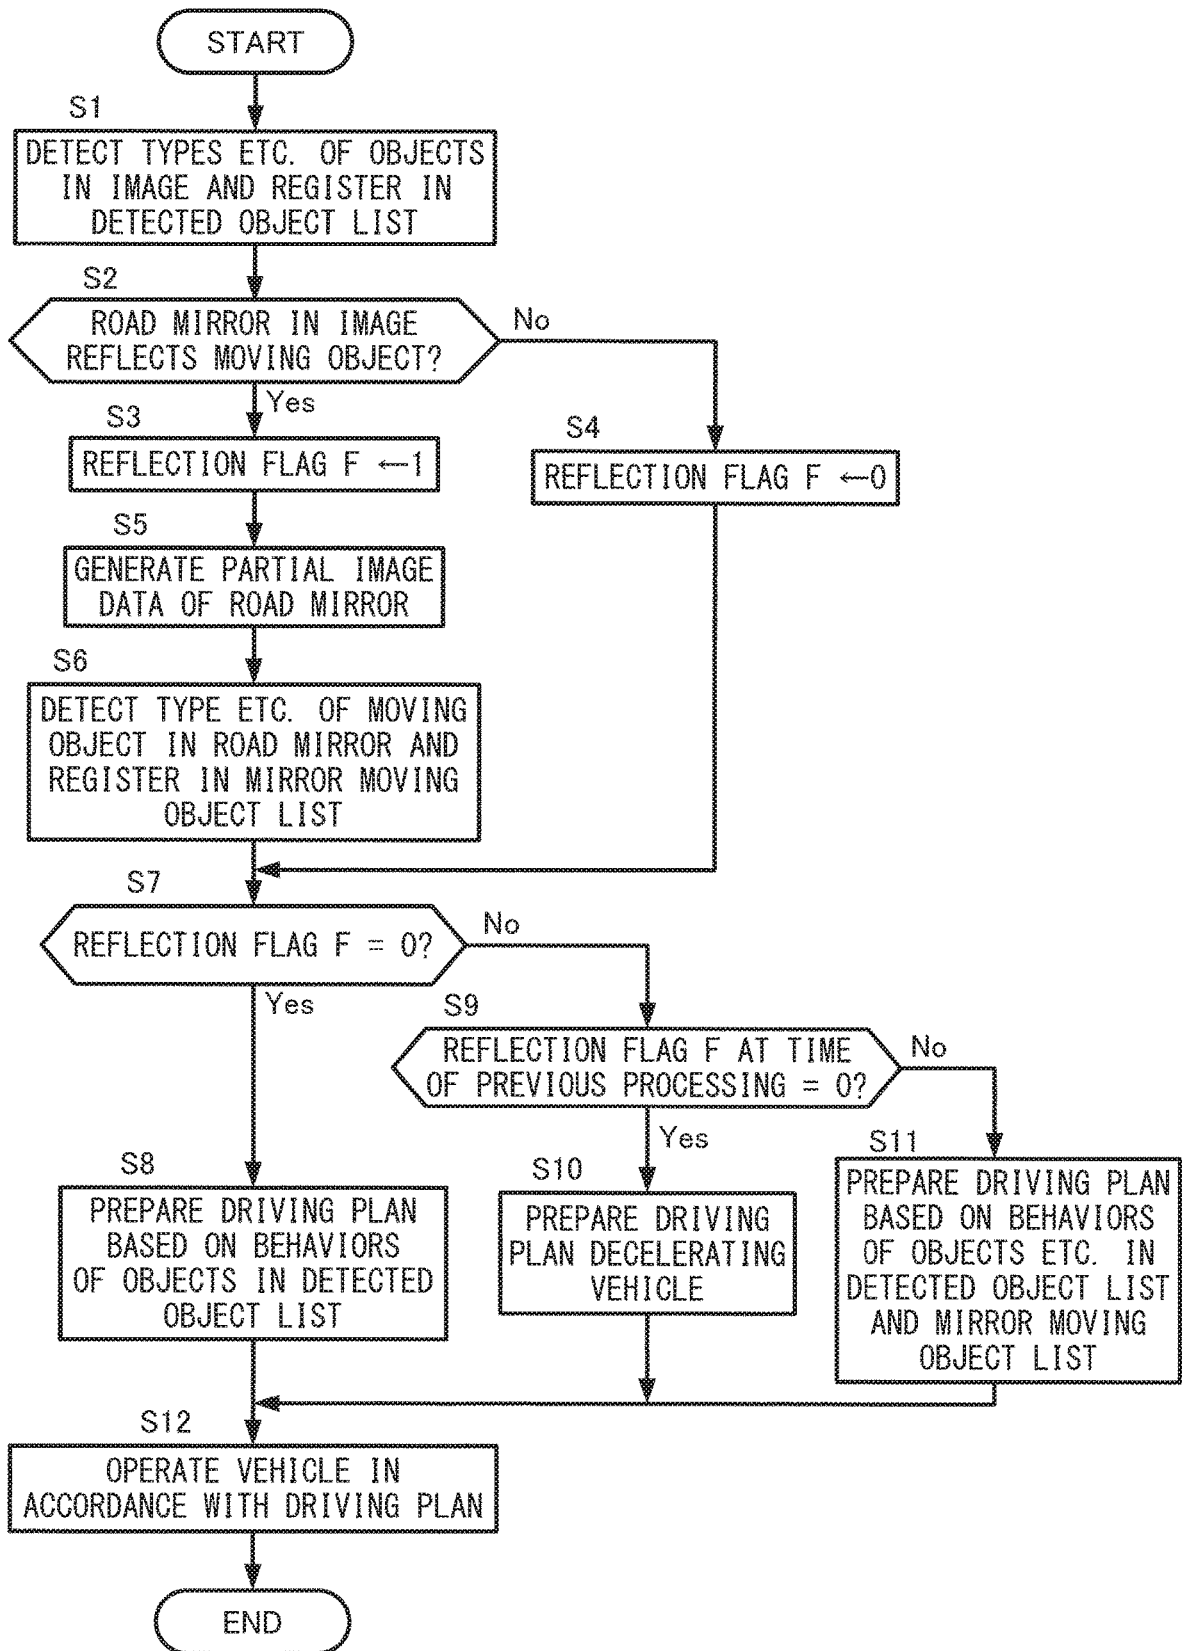 START
S1
DETECT TYPES ETC. OF OBJECTS
IN IMAGE AND REGISTER IN
DETECTED OBJECT LIST
S2
ROAD MIRROR IN IMAGE
REFLECTS MOVING OBJECT?
No
Yes
S3
REFLECTION FLAG F ←1
S4
REFLECTION FLAG F ←0
S5
GENERATE PARTIAL IMAGE
DATA OF ROAD MIRROR
S6
DETECT TYPE ETC. OF MOVING
OBJECT IN ROAD MIRROR AND
REGISTER IN MIRROR MOVING
OBJECT LIST
S7
REFLECTION FLAG F = 0?
No
Yes
S9
REFLECTION FLAG F AT TIME
OF PREVIOUS PROCESSING = 0?
No
Yes
S8
PREPARE DRIVING PLAN
BASED ON BEHAVIORS
OF OBJECTS IN DETECTED
OBJECT LIST
S10
PREPARE DRIVING
PLAN DECELERATING
VEHICLE
S11
PREPARE DRIVING PLAN
BASED ON BEHAVIORS
OF OBJECTS ETC. IN
DETECTED OBJECT LIST
AND MIRROR MOVING
OBJECT LIST
S12
OPERATE VEHICLE IN
ACCORDANCE WITH DRIVING PLAN
END